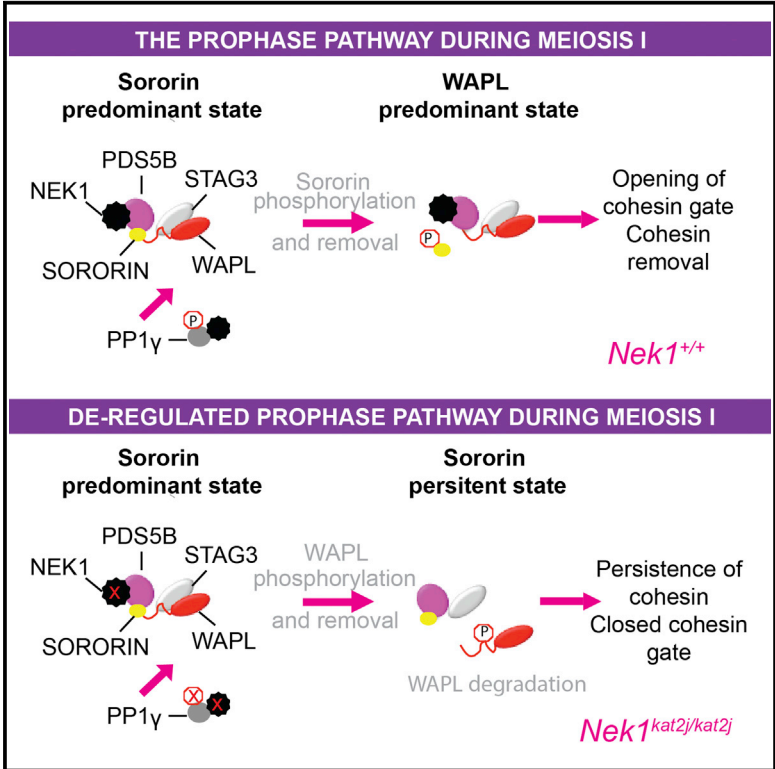 THE PROPHASE PATHWAY DURING MEIOSIS I
Sororin
predominant state
WAPL
predominant state
PDS5B
NEK1
STAG3
SORORIN
WAPL
PP1γ
P
Sororin
phosphorylation
and removal
P
Opening of
cohesin gate
Cohesin
removal
Nek1+/+
DE-REGULATED PROPHASE PATHWAY DURING MEIOSIS I
Sororin
predominant state
Sororin
persitent state
PDS5B
NEK1
X
STAG3
SORORIN
WAPL
PP1γ
X
X
WAPL
phosphorylation
and removal
P
WAPL degradation
Persistence of
cohesin
Closed cohesin
gate
Nek1kat2j/kat2j